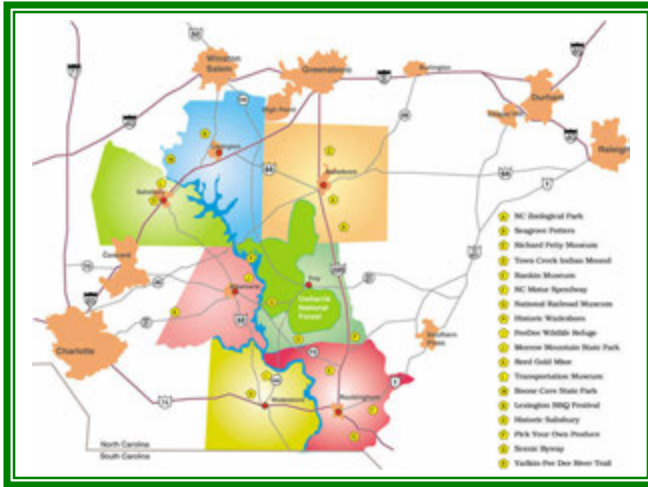 Winston
Salem
Greensboro
Burlington
Durham
High Point
Chapel Hill
Raleigh
Lexington
Asheboro
Salisbury
Concord
Albemarle
Troy
Uwharrie
National
Forest
Charlotte
Southern
Pines
Wadesboro
Rockingham
North Carolina
South Carolina
NC Zoological Park
Seagrove Potters
Richard Petty Museum
Town Creek Indian Mound
Rankin Museum
NC Motor Speedway
National Railroad Museum
Historic Wadesboro
PeeDee Wildlife Refuge
Morrow Mountain State Park
Reed Gold Mine
Transportation Museum
Boone Cave State Park
Lexington BBQ Festival
Historic Salisbury
Pick Your Own Produce
Scenic Byway
Yadkin Pee Dee River Trail